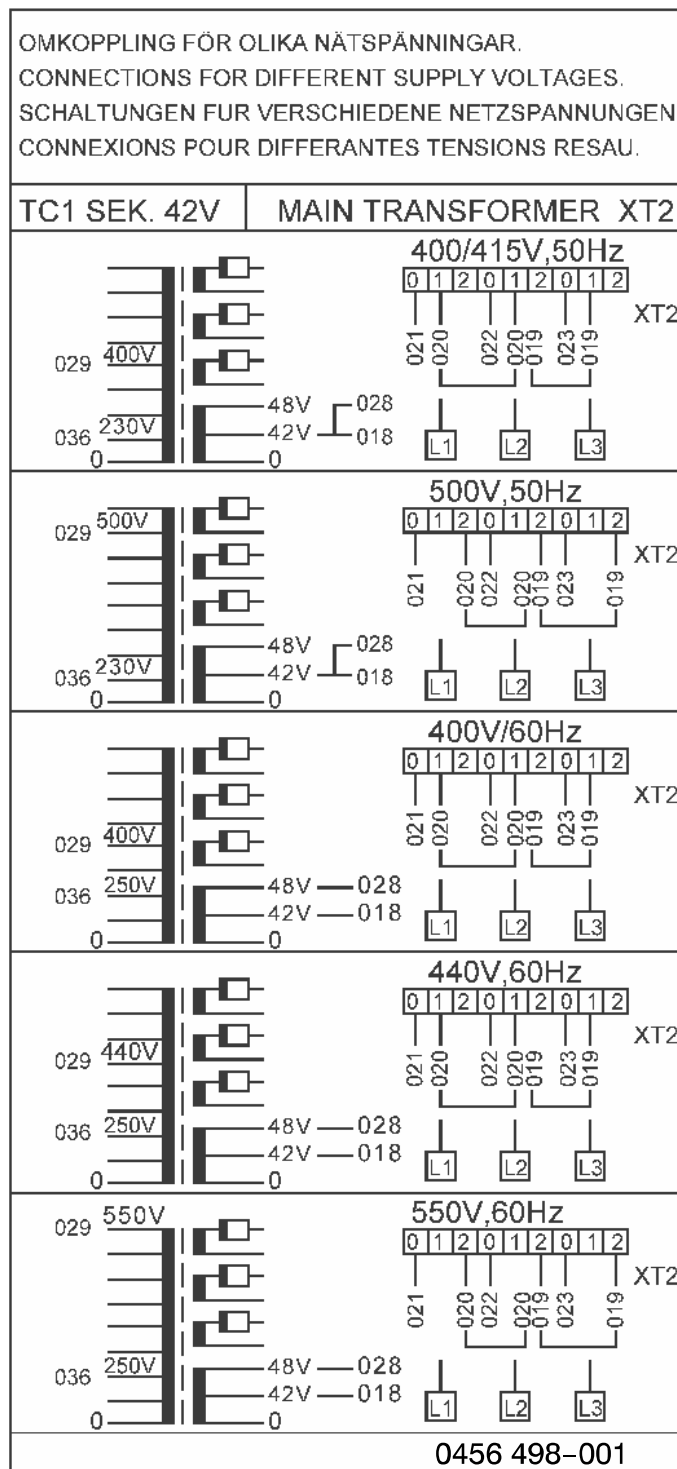 OMKOPPLING FÖR OLIKA NÄTSPÄNNINGAR.
CONNECTIONS FOR DIFFERENT SUPPLY VOLTAGES.
SCHALTUNGEN FUR VERSCHIEDENE NETZSPANNUNGEN
CONNEXIONS POUR DIFFERANTES TENSIONS RESAU.
TC1 SEK. 42V MAIN TRANSFORMER XT2
400/415V,50Hz
0 1 2 0 1 2 0 1 2
XT2
021 020 022 020 019 023 019
029 400V
48V 028
036 230V 42V 018
0 0
L1 L2 L3
500V,50Hz
0 1 2 0 1 2 0 1 2
029 500V
XT2
021 020 022 020 019 023 019
48V 028
036 230V 42V 018
0 0
L1 L2 L3
400V/60Hz
0 1 2 0 1 2 0 1 2
XT2
021 020 022 020 019 023 019
029 400V
036 250V 48V 028
42V 018
0 0
L1 L2 L3
440V,60Hz
0 1 2 0 1 2 0 1 2
XT2
029 440V
021 020 022 020 019 023 019
036 250V 48V 028
42V 018
0 0
L1 L2 L3
550V,60Hz
029 550V
0 1 2 0 1 2 0 1 2
XT2
021 020 022 020 019 023 019
036 250V 48V 028
42V 018
0 0
L1 L2 L3
0456 498-001